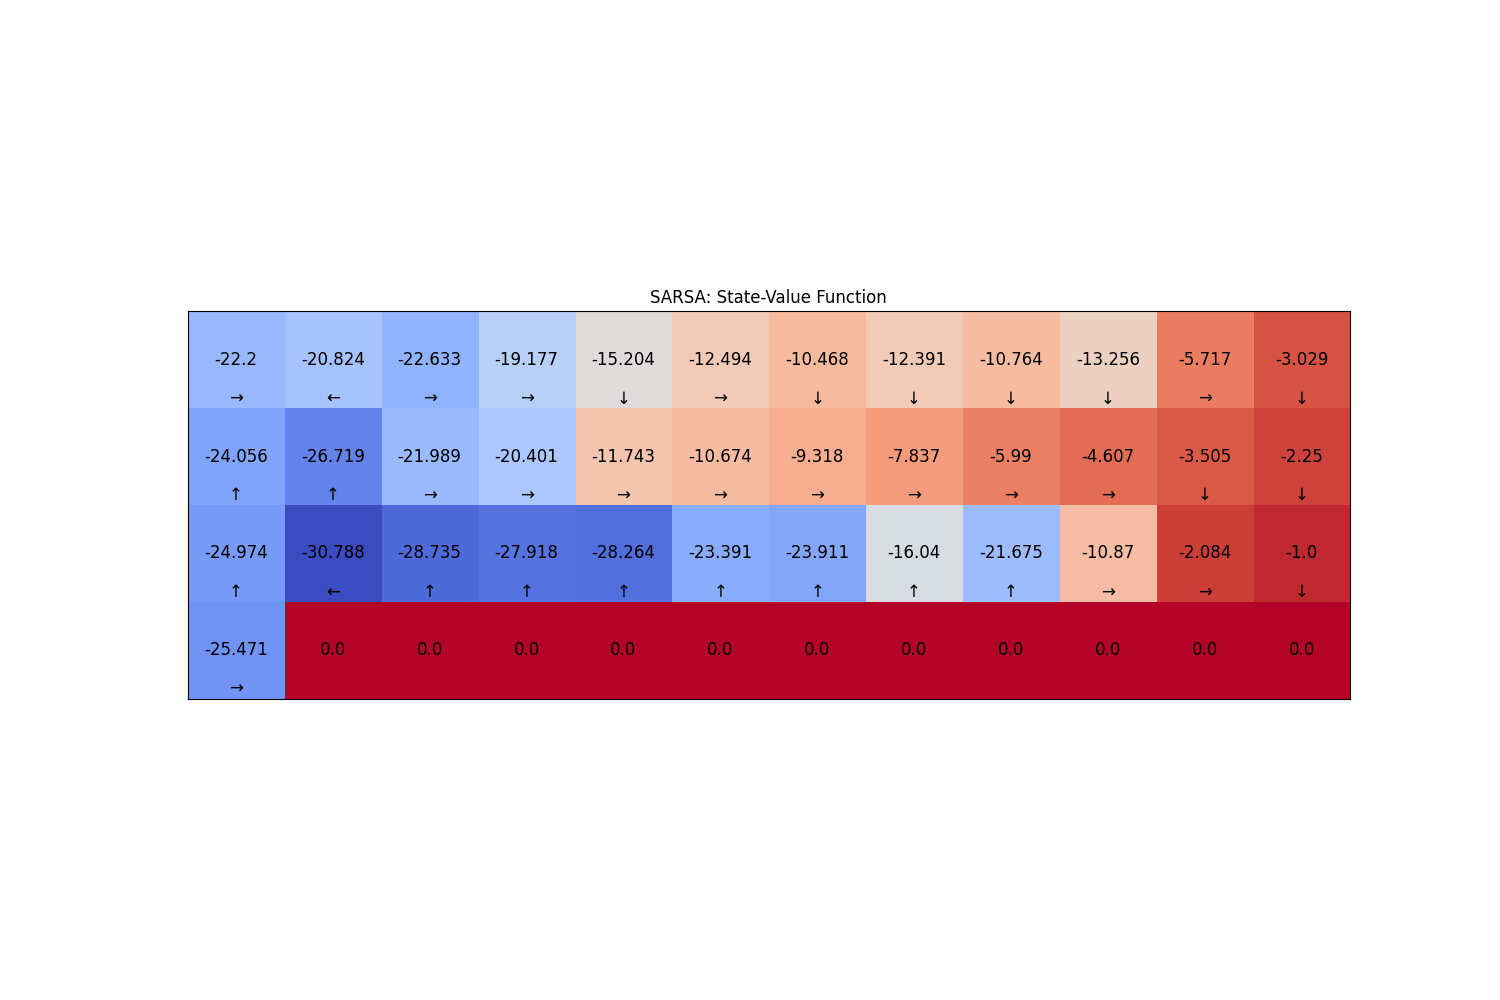 SARSA: State-Value Function
-22.2 -20.824 -22.633 -19.177 -15.204 -12.494 -10.468 -12.391 -10.764 -13.256 -5.717 -3.029
→ ← → → ↓ → ↓ ↓ ↓ ↓ → ↓
-24.056 -26.719 -21.989 -20.401 -11.743 -10.674 -9.318 -7.837 -5.99 -4.607 -3.505 -2.25
↑ ↑ → → → → → → → → ↓ ↓
-24.974 -30.788 -28.735 -27.918 -28.264 -23.391 -23.911 -16.04 -21.675 -10.87 -2.084 -1.0
↑ ← ↑ ↑ ↑ ↑ ↑ ↑ ↑ → → ↓
-25.471 0.0 0.0 0.0 0.0 0.0 0.0 0.0 0.0 0.0 0.0 0.0
→